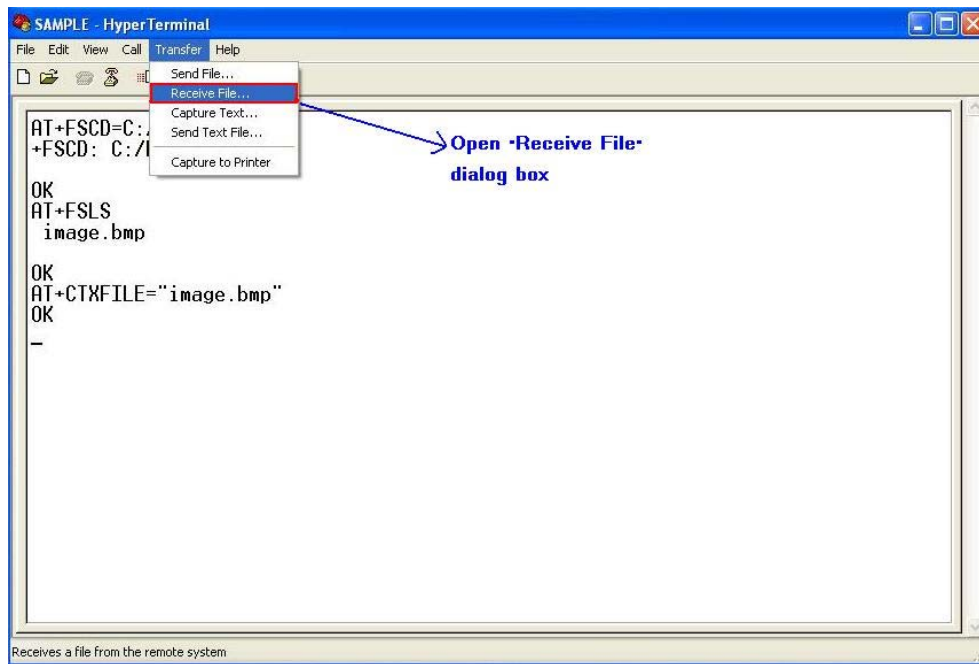 SAMPLE - HyperTerminal
File Edit View Call Transfer Help
Send File...
Receive File...
Capture Text...
Send Text File...
Capture to Printer
AT+FSCD=C:/
+FSCD: C:/
OK
AT+FSLS
image.bmp
OK
AT+CTXFILE="image.bmp"
OK
Open -Receive File-
dialog box
Receives a file from the remote system